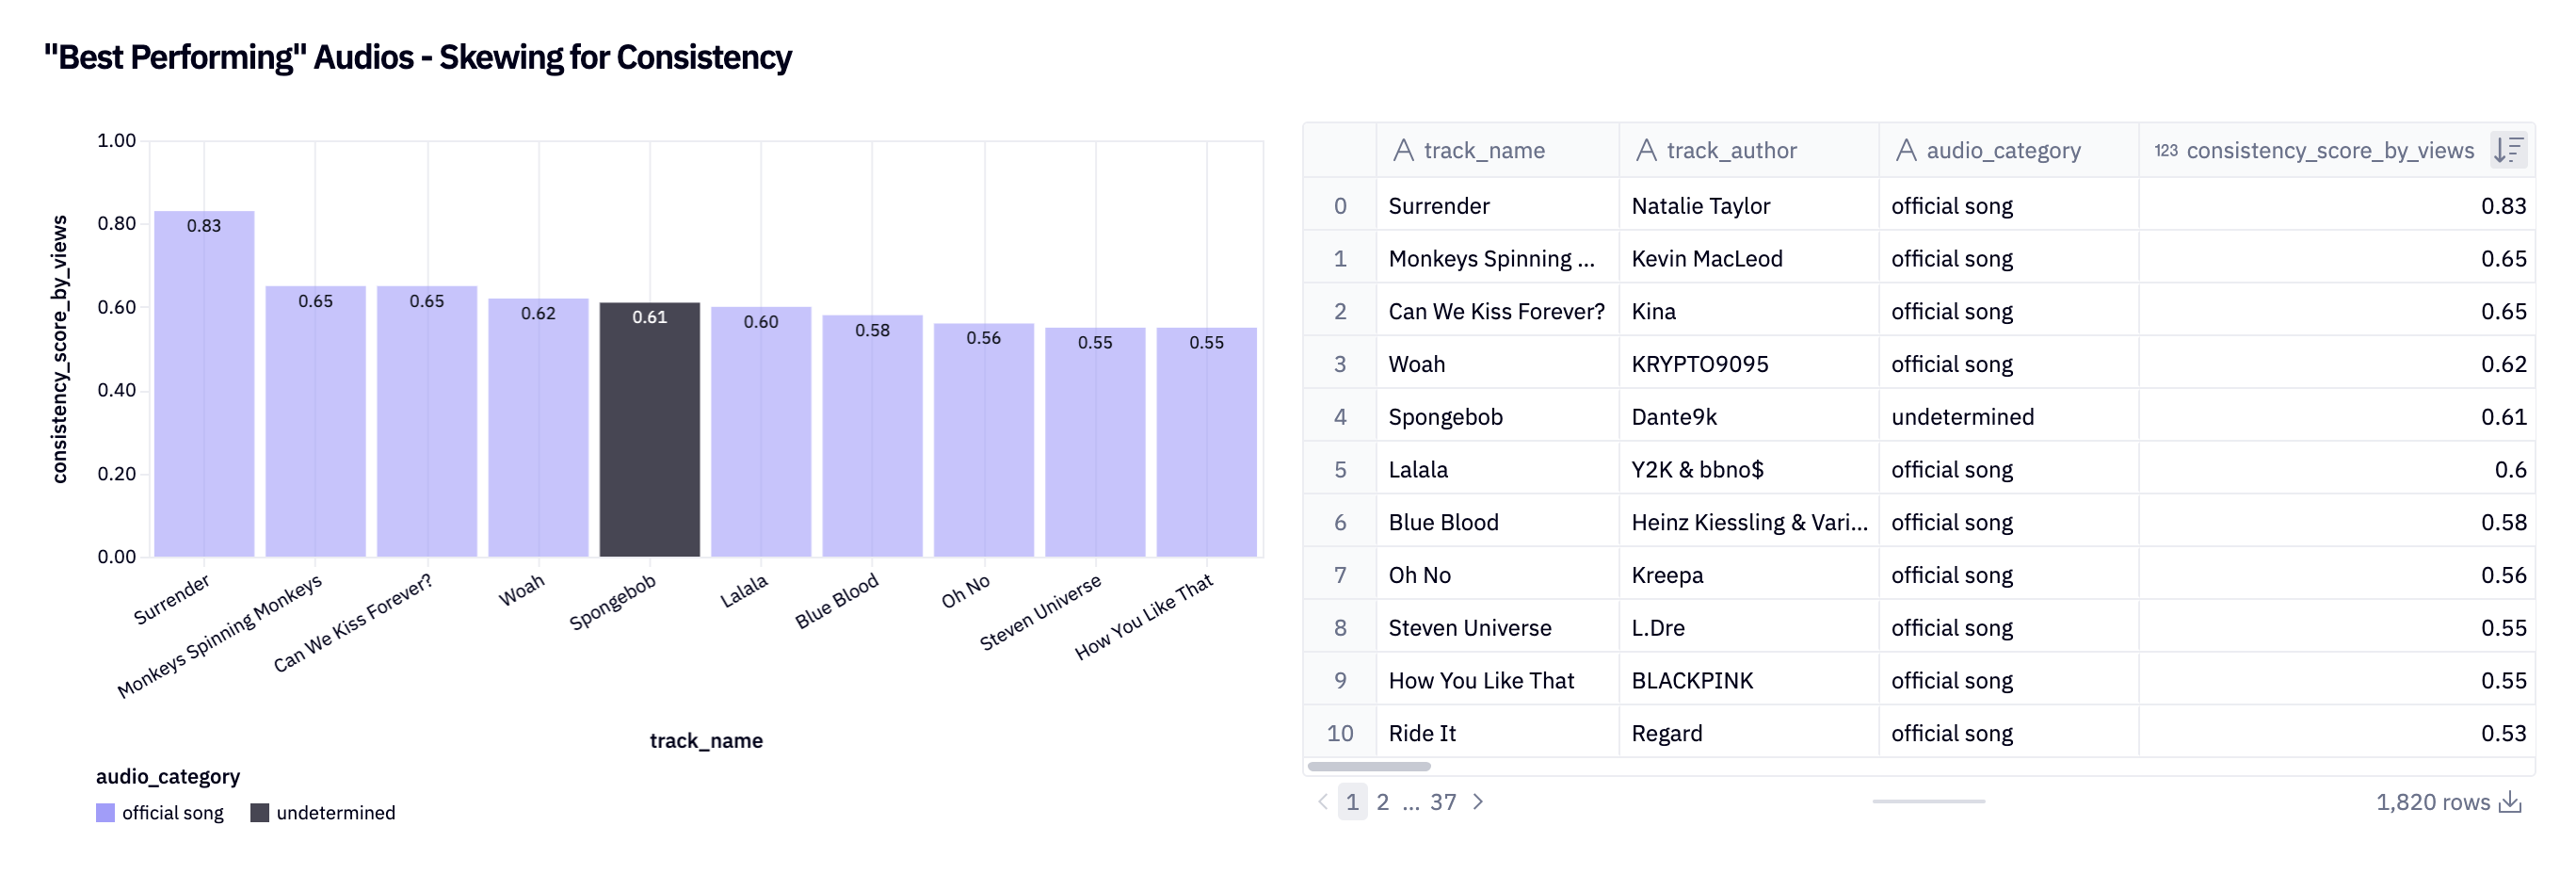 "Best Performing" Audios - Skewing for Consistency
consistency_score_by_views
1.00
0.80
0.60
0.40
0.20
0.00
0.83
0.65
0.65
0.62
0.61
0.60
0.58
0.56
0.55
0.55
Surrender
Monkeys Spinning Monkeys
Can We Kiss Forever?
Woah
Spongebob
Lalala
Blue Blood
Oh No
Steven Universe
How You Like That
track_name
audio_category
official song undetermined
track_name track_author audio_category 123 consistency_score_by_views
0 Surrender Natalie Taylor official song 0.83
1 Monkeys Spinning ... Kevin MacLeod official song 0.65
2 Can We Kiss Forever? Kina official song 0.65
3 Woah KRYPTO9095 official song 0.62
4 Spongebob Dante9k undetermined 0.61
5 Lalala Y2K & bbno$ official song 0.6
6 Blue Blood Heinz Kiessling & Vari... official song 0.58
7 Oh No Kreepa official song 0.56
8 Steven Universe L.Dre official song 0.55
9 How You Like That BLACKPINK official song 0.55
10 Ride It Regard official song 0.53
1 2 ... 37
1,820 rows